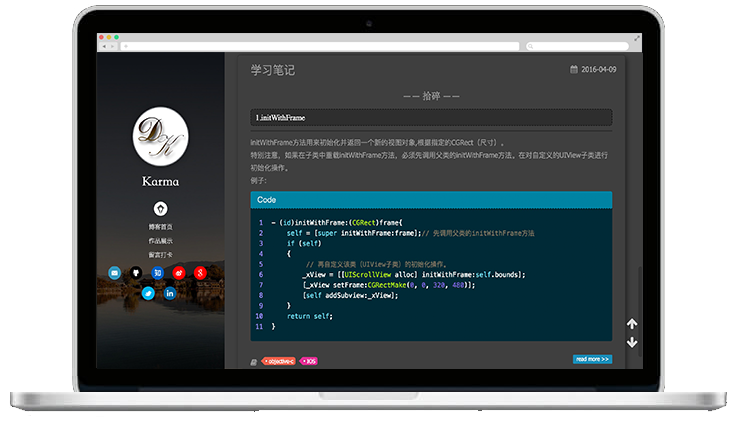 DK
Karma
博客首页
作品展示
留言打卡
学习笔记
2016-04-09
—— 拾碎 ——
1.initWithFrame
initWithFrame方法用来初始化并返回一个新的视图对象,根据指定的CGRect（尺寸）。
特别注意，如果在子类中重载initWithFrame方法，必须先调用父类的initWithFrame方法。在对自定义的UIView子类进行
初始化操作。
例子：
Code
1 - (id)initWithFrame:(CGRect)frame{
2 self = [super initWithFrame:frame];// 先调用父类的initWithFrame方法
3 if (self)
4 {
5 // 再自定义该类（UIView子类）的初始化操作。
6 _xView = [[UIScrollView alloc] initWithFrame:self.bounds];
7 [_xView setFrame:CGRectMake(0, 0, 320, 480)];
8 [self addSubview:_xView];
9 }
10 return self;
11 }
objective-c
iOS
read more >>